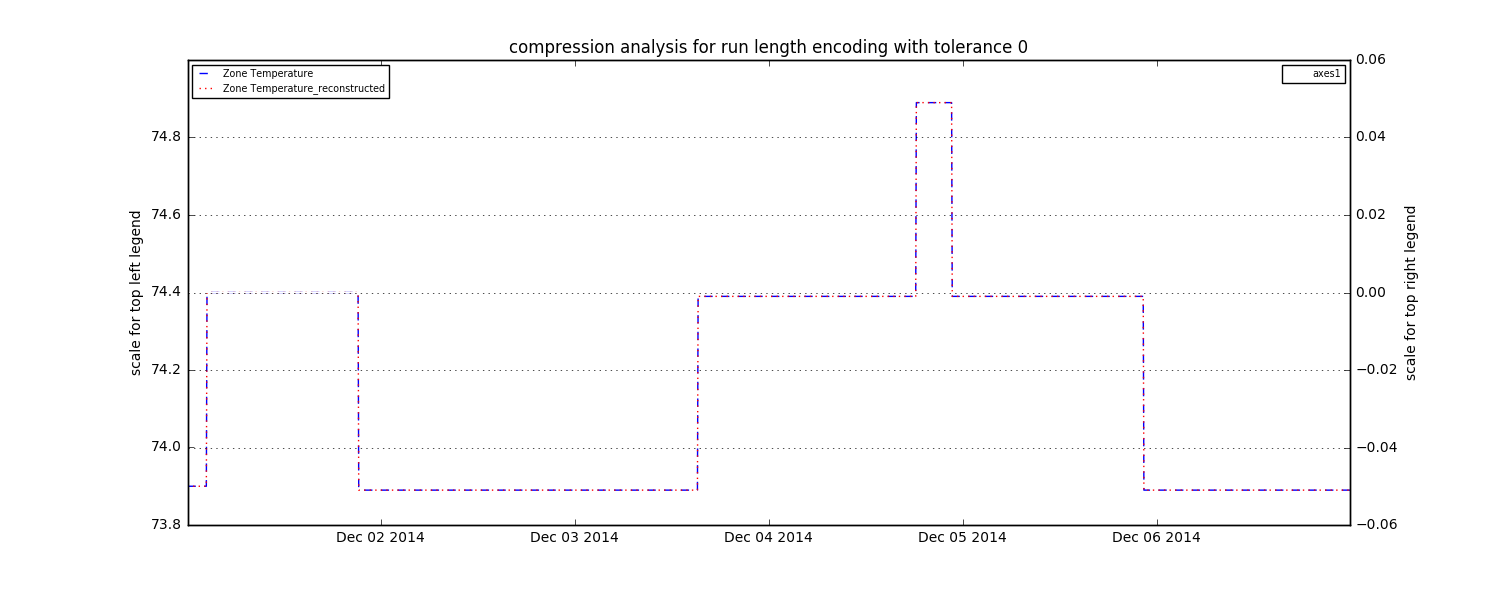 compression analysis for run length encoding with tolerance 0
Zone Temperature
Zone Temperature_reconstructed
axes1
scale for top left legend
74.8
74.6
74.4
74.2
74.0
73.8
0.06
0.04
0.02
0.00
−0.02
−0.04
−0.06
scale for top right legend
Dec 02 2014
Dec 03 2014
Dec 04 2014
Dec 05 2014
Dec 06 2014